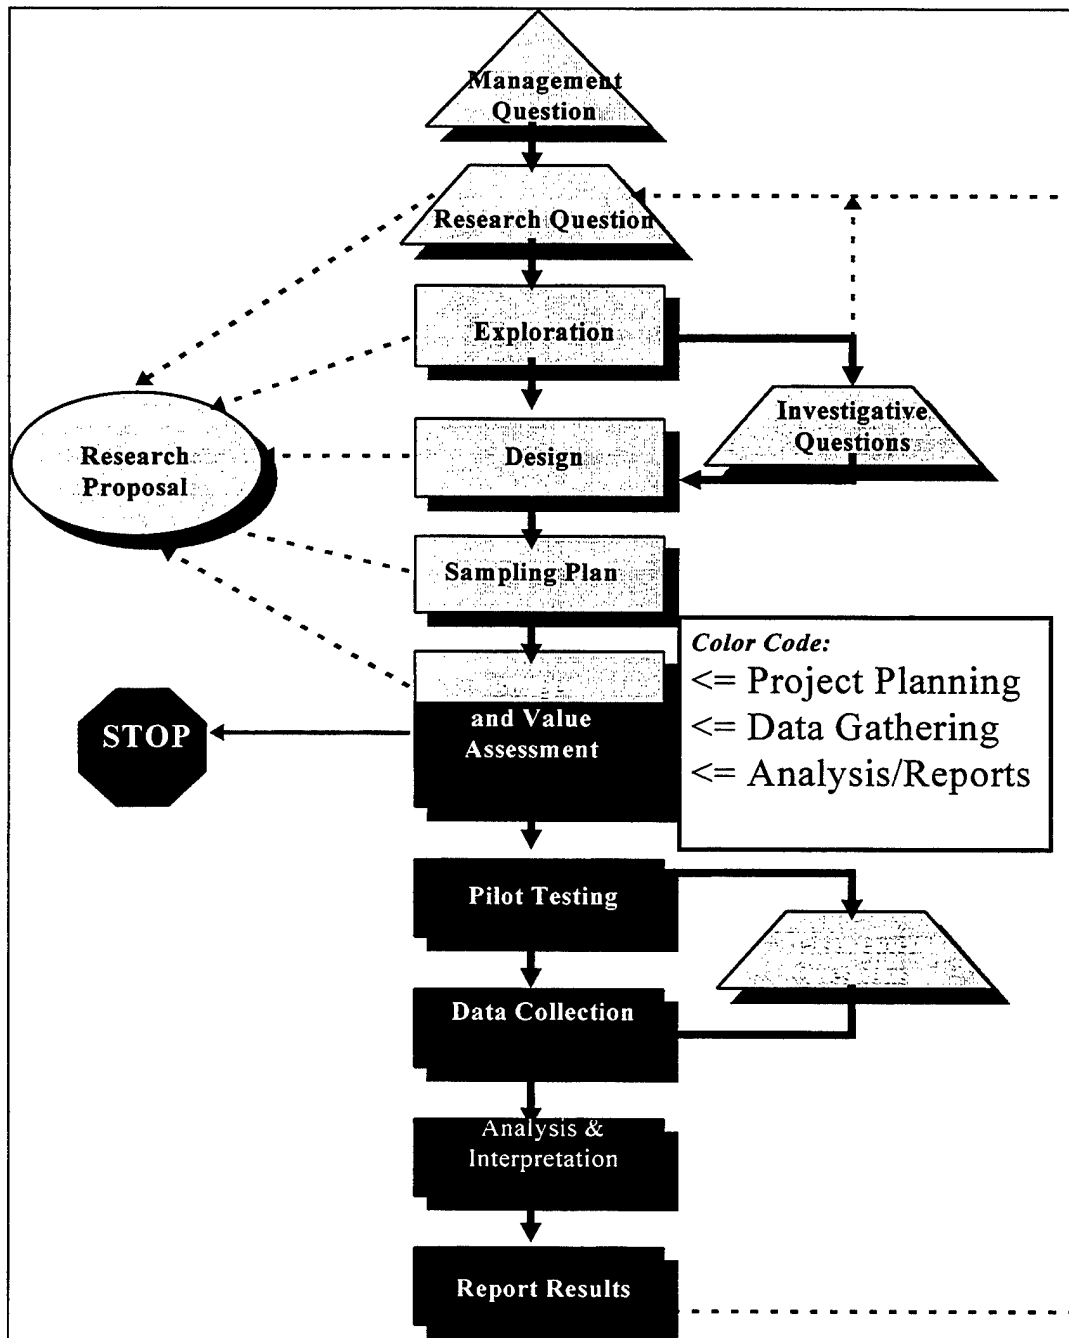 Management
Question
Research Question
Exploration
Investigative
Questions
Design
Research
Proposal
Sampling Plan
Color Code:
<= Project Planning
<= Data Gathering
<= Analysis/Reports
and Value
Assessment
STOP
Pilot Testing
Data Collection
Analysis &
Interpretation
Report Results